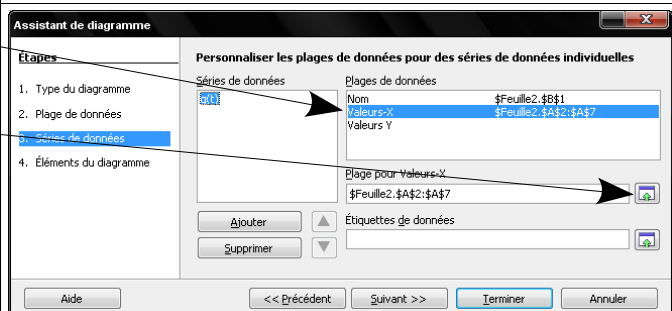 Assistant de diagramme
Étapes
1. Type du diagramme
2. Plage de données
3. Séries de données
4. Éléments du diagramme
Personnaliser les plages de données pour des séries de données individuelles
Séries de données
g(t)
Plages de données
Nom $Feuille2.$B$1
Valeurs-X $Feuille2.$A$2:$A$7
Valeurs Y
Plage pour Valeurs-X
$Feuille2.$A$2:$A$7
Étiquettes de données
Ajouter
Supprimer
Aide
<< Précédent
Suivant >>
Terminer
Annuler